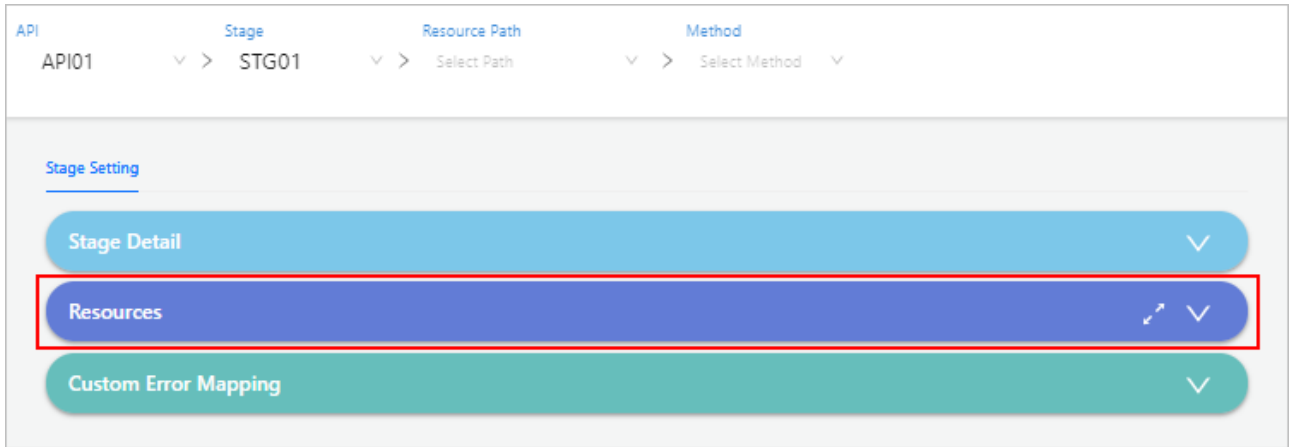 API Stage Resource Path Method
API01 > STG01 > Select Path > Select Method
Stage Setting
Stage Detail
Resources
Custom Error Mapping